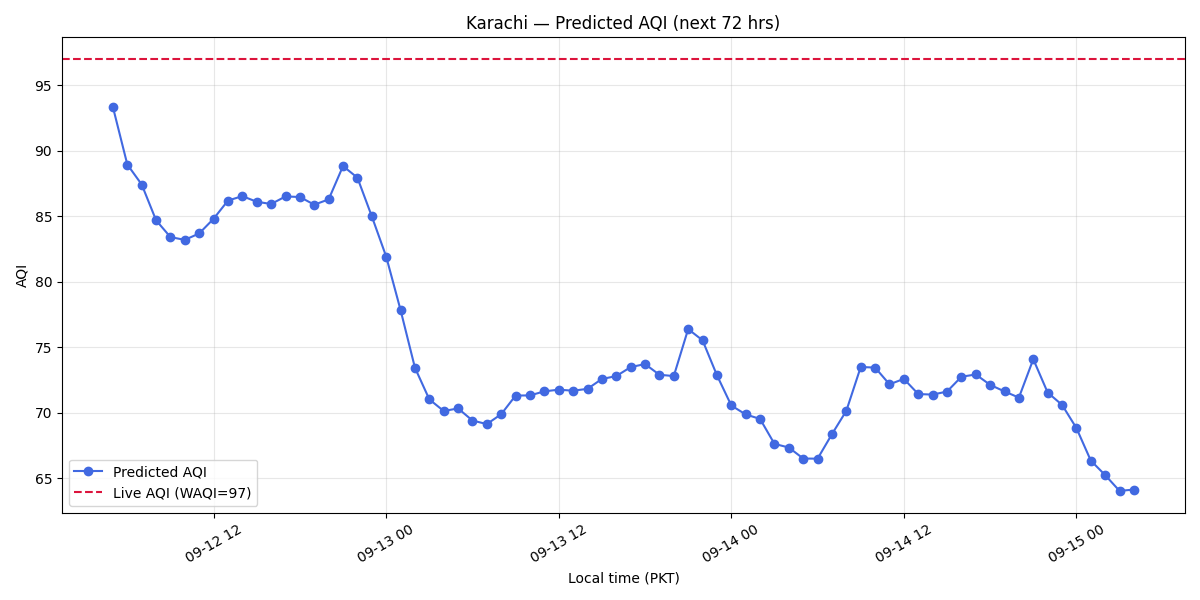 Karachi — Predicted AQI (next 72 hrs)
AQI
95
90
85
80
75
70
65
Predicted AQI
Live AQI (WAQI=97)
09-12 12
09-13 00
09-13 12
09-14 00
09-14 12
09-15 00
Local time (PKT)